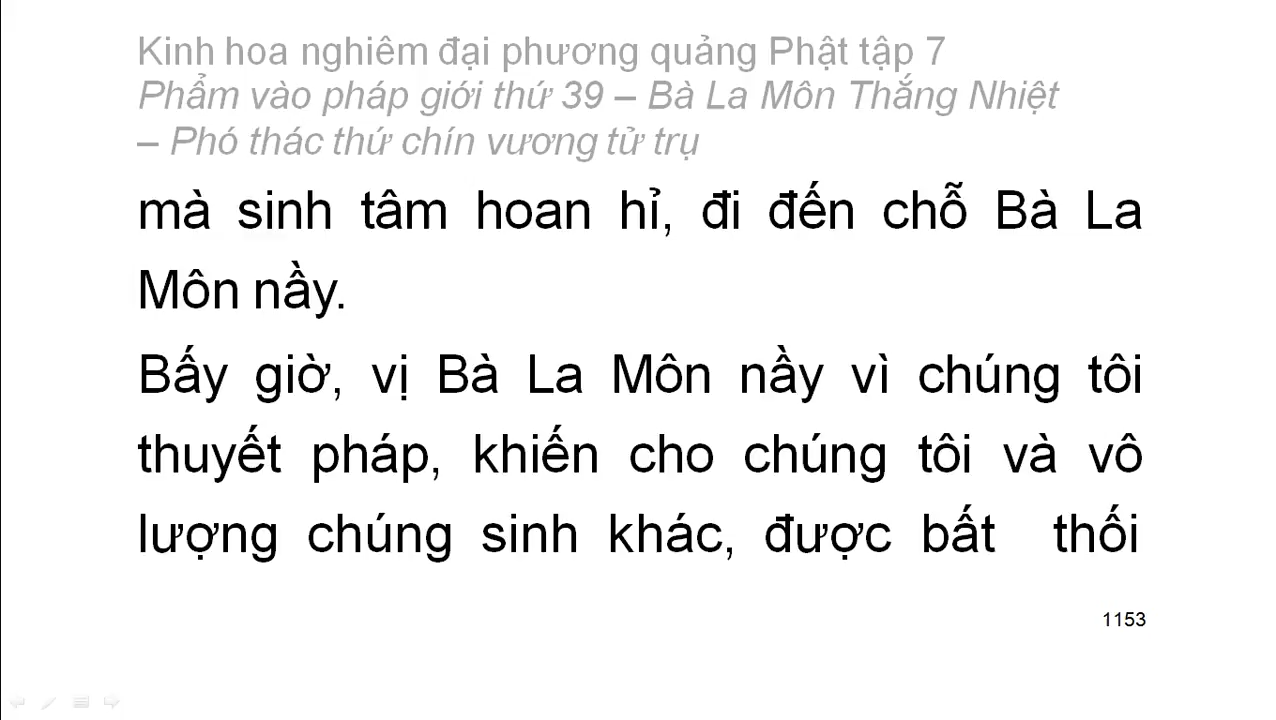 Kinh hoa nghiêm đại phương quảng Phật tập 7
Phẩm vào pháp giới thứ 39 – Bà La Môn Thắng Nhiệt
– Phó thác thứ chín vương tử trụ
mà sinh tâm hoan hỉ, đi đến chỗ Bà La
Môn nầy.
Bấy giờ, vị Bà La Môn nầy vì chúng tôi
thuyết pháp, khiến cho chúng tôi và vô
lượng chúng sinh khác, được bất thối
1153